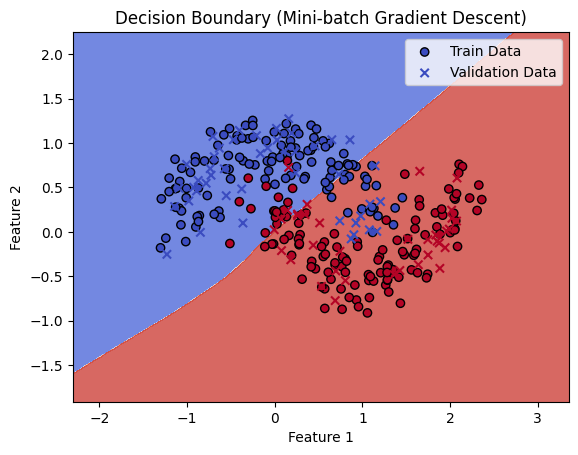 Decision Boundary (Mini-batch Gradient Descent)
Train Data
Validation Data
Feature 2
2.0
1.5
1.0
0.5
0.0
−0.5
−1.0
−1.5
−2
−1
0
1
2
3
Feature 1